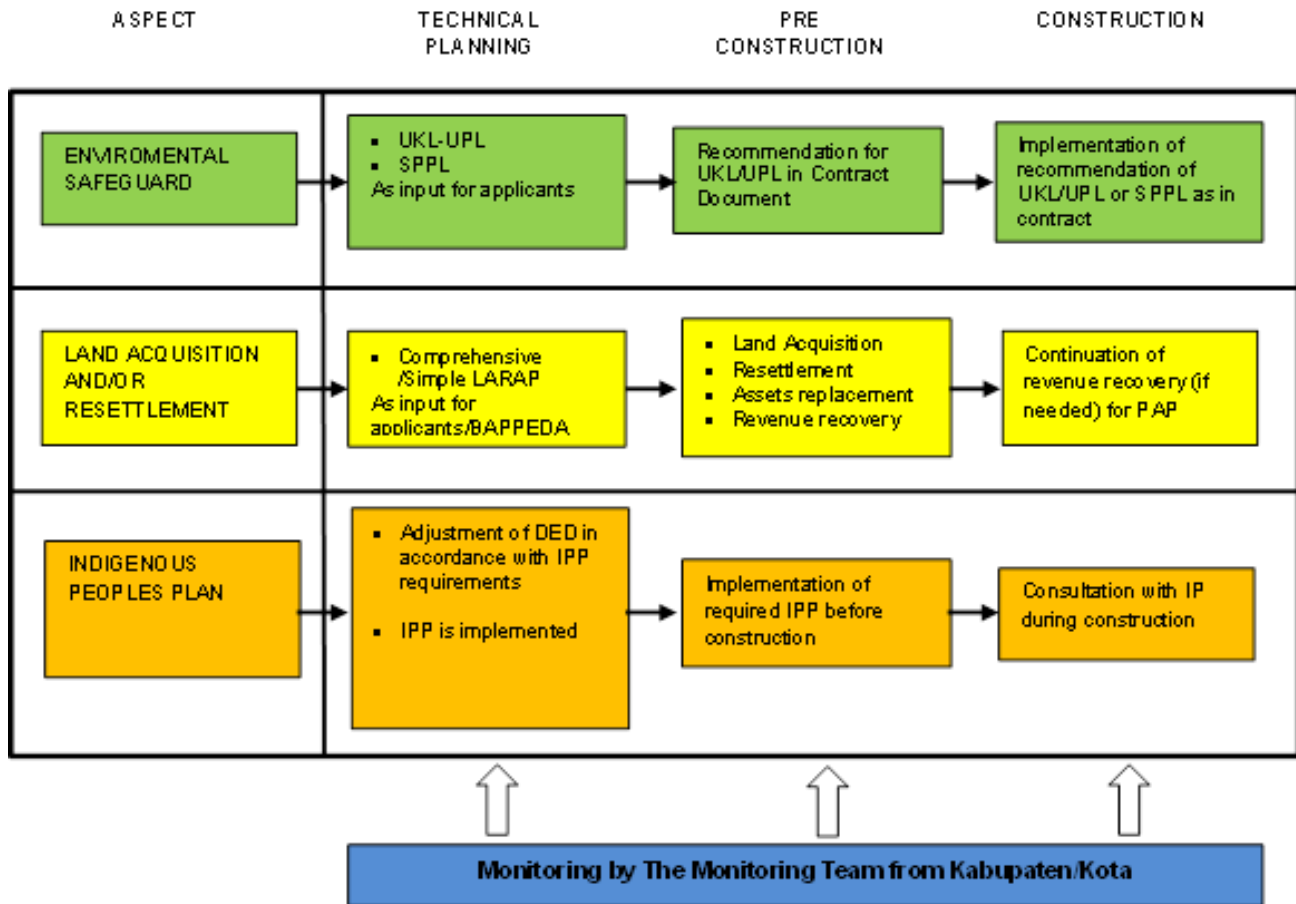 ASPECT
TECHNICAL
PLANNING
PRE
CONSTRUCTION
CONSTRUCTION
ENVIROMENTAL
SAFEGUARD
▪ UKL-UPL
▪ SPPL
As input for applicants
Recommendation for
UKL/UPL in Contract
Document
Implementation of
recommendation of
UKL/UPL or SPPL as in
contract
LAND ACQUISITION
AND/OR
RESETTLEMENT
▪ Comprehensive
/Simple LARAP
As input for
applicants/BAPPEDA
▪ Land Acquisition
▪ Resettlement
▪ Assets replacement
▪ Revenue recovery
Continuation of
revenue recovery (if
needed) for PAP
INDIGENOUS
PEOPLES PLAN
▪ Adjustment of DED in
accordance with IPP
requirements
▪ IPP is implemented
Implementation of
required IPP before
construction
Consultation with IP
during construction
Monitoring by The Monitoring Team from Kabupaten/Kota